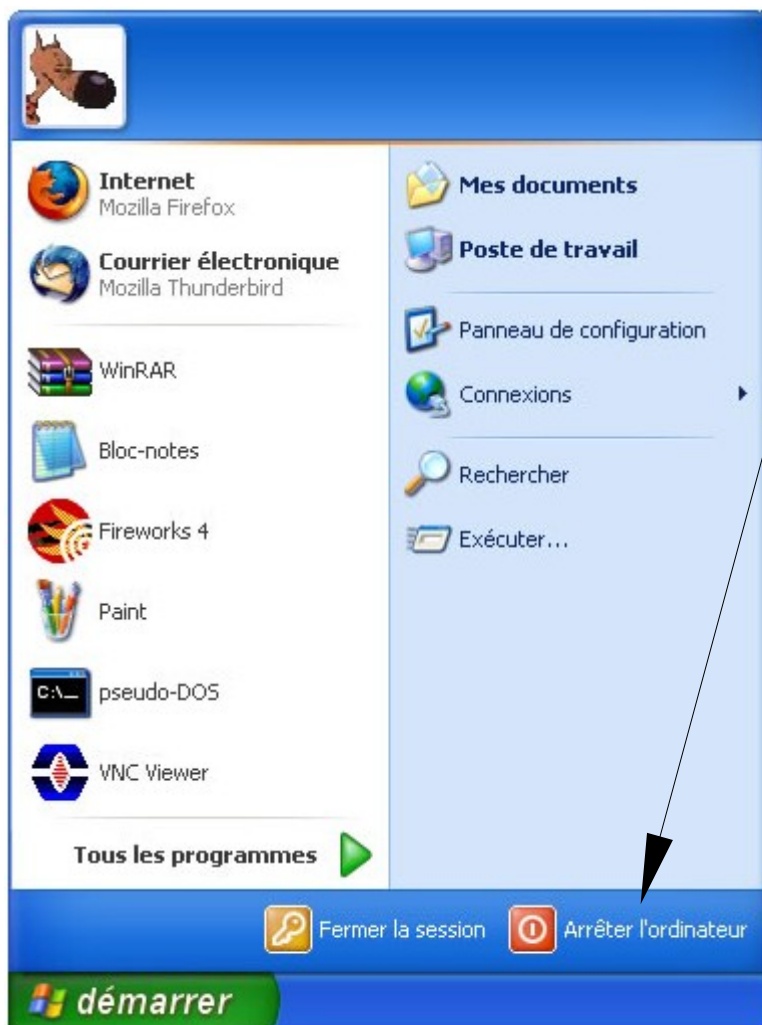 Internet
Mozilla Firefox
Courrier électronique
Mozilla Thunderbird
WinRAR
Bloc-notes
Fireworks 4
Paint
C:\_
pseudo-DOS
VNC Viewer
Tous les programmes
Mes documents
Poste de travail
Panneau de configuration
Connexions
Rechercher
Exécuter...
Fermer la session
Arrêter l'ordinateur
démarrer